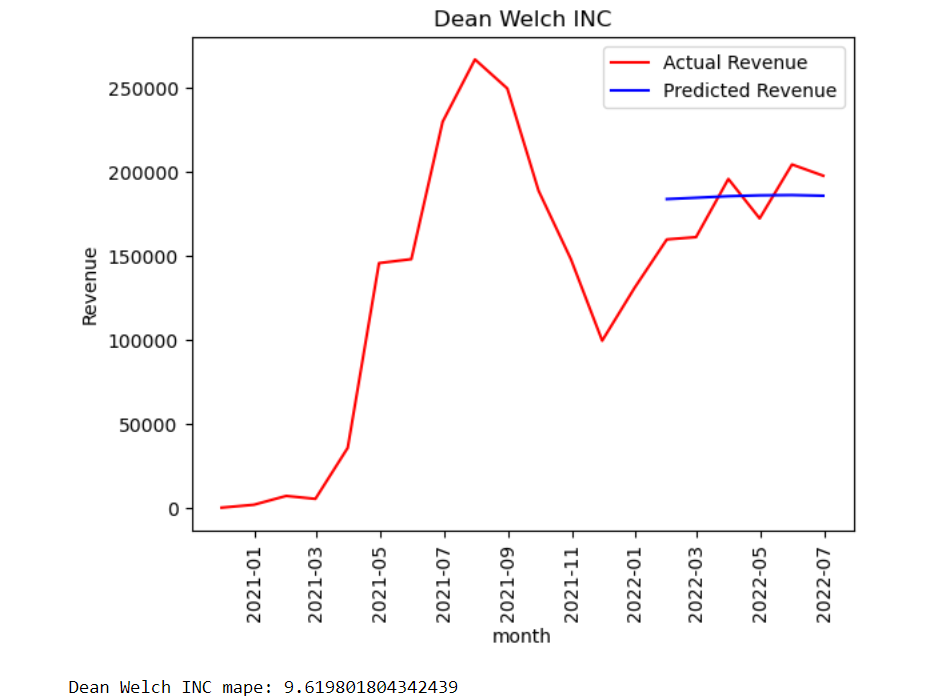 Dean Welch INC
Actual Revenue
Predicted Revenue
250000
200000
150000
100000
50000
0
Revenue
2021-01
2021-03
2021-05
2021-07
2021-09
2021-11
2022-01
2022-03
2022-05
2022-07
month
Dean Welch INC mape: 9.619801804342439